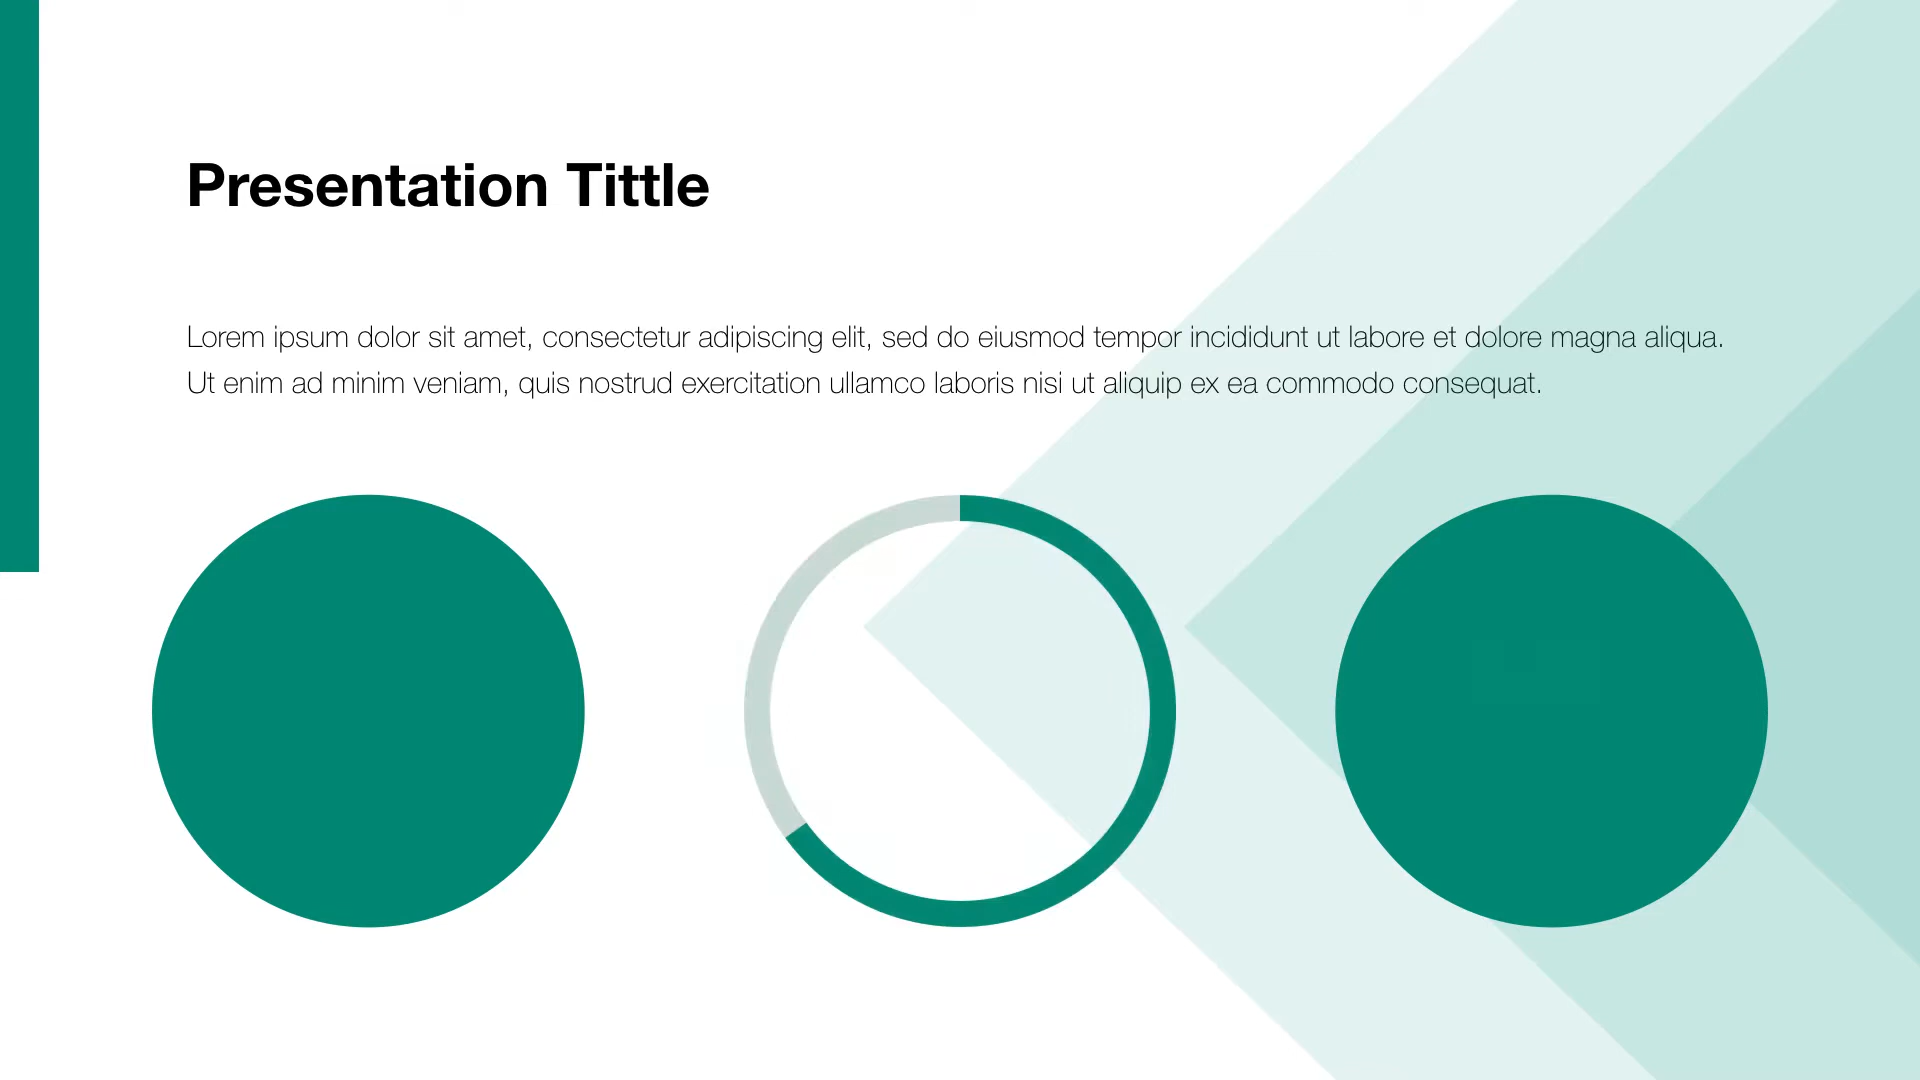 Presentation Tittle
Lorem ipsum dolor sit amet, consectetur adipiscing elit, sed do eiusmod tempor incididunt ut labore et dolore magna aliqua.
Ut enim ad minim veniam, quis nostrud exercitation ullamco laboris nisi ut aliquip ex ea commodo consequat.